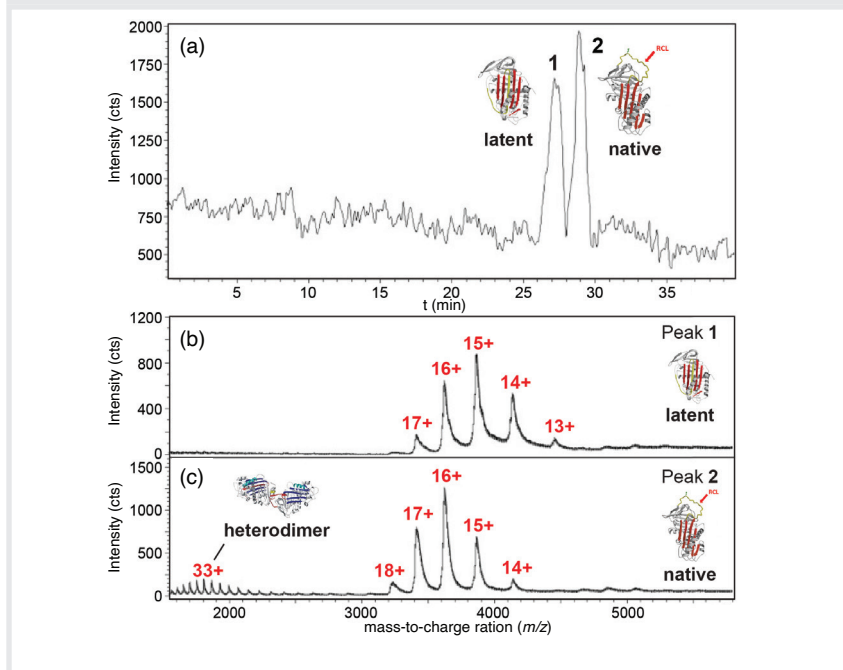 (a)
2000
1750
1500
1250
1000
750
500
Intensity (cts)
1
2
RCL
latent
native
5
10
15
20
25
30
35
t (min)
(b)
1200
800
400
0
Intensity (cts)
17+
16+
15+
14+
13+
Peak 1
latent
(c)
1500
1000
500
0
Intensity (cts)
heterodimer
33+
18+
17+
16+
15+
14+
Peak 2
RCL
native
2000
3000
4000
5000
mass-to-charge ration (m/z)